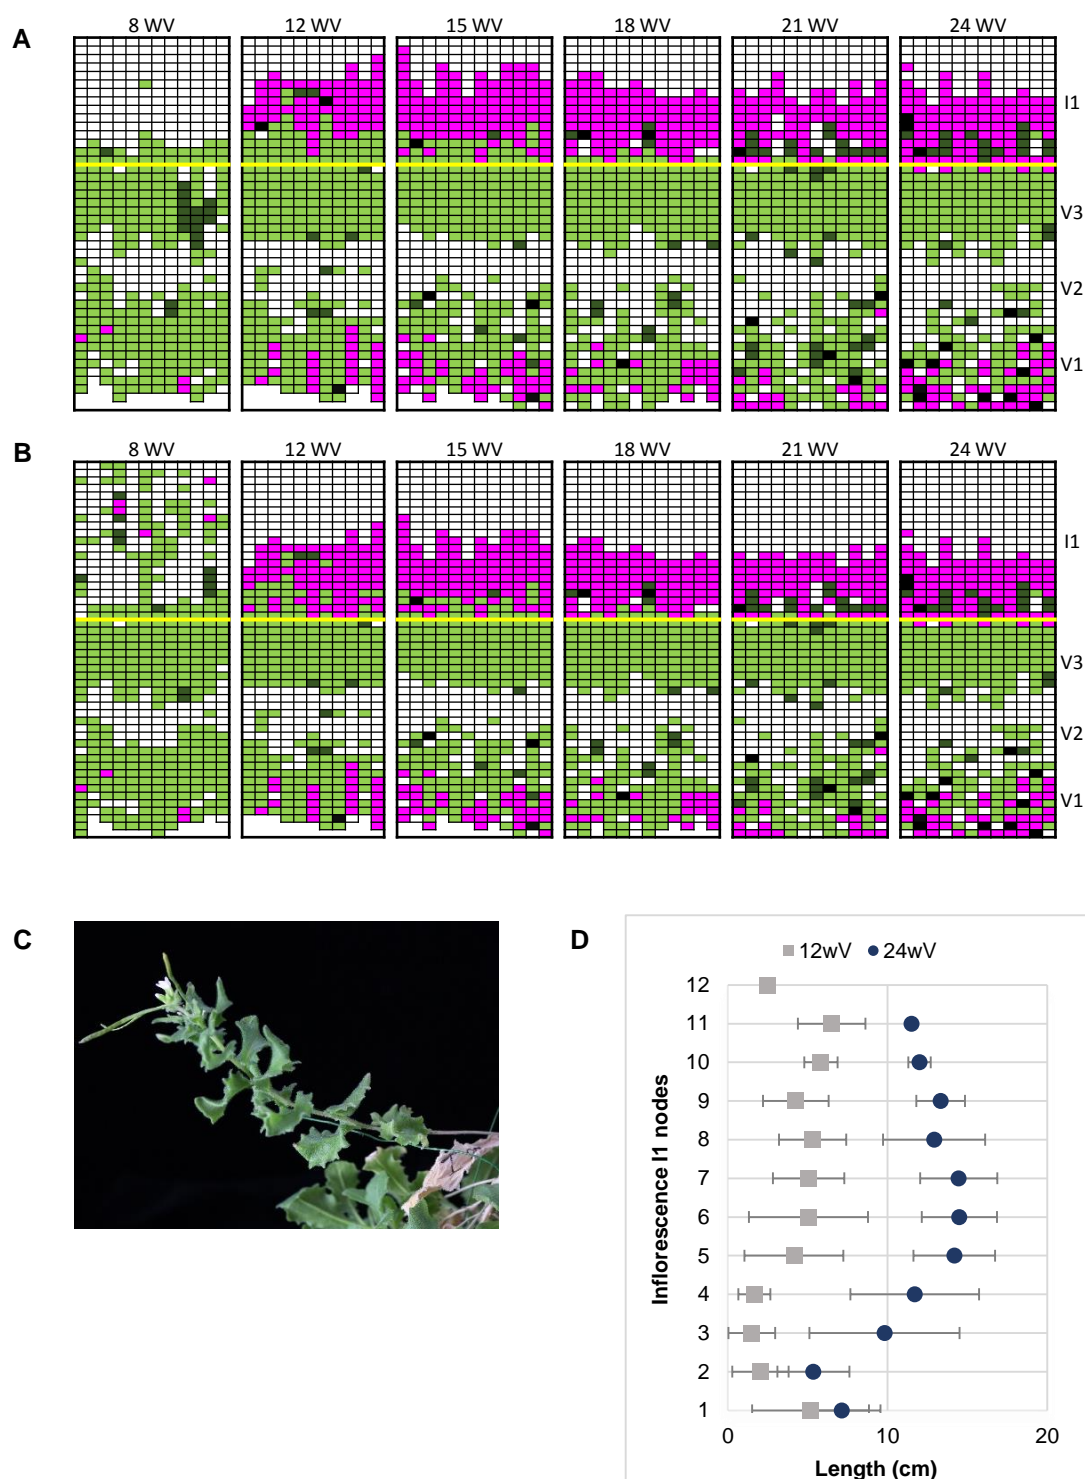 A
8 WV 12 WV 15 WV 18 WV 21 WV 24 WV
I1
V3
V2
V1
B
8 WV 12 WV 15 WV 18 WV 21 WV 24 WV
I1
V3
V2
V1
C
D
12wV 24wV
12
11
10
9
8
7
6
5
4
3
2
1
Inflorescence I1 nodes
0 10 20
Length (cm)